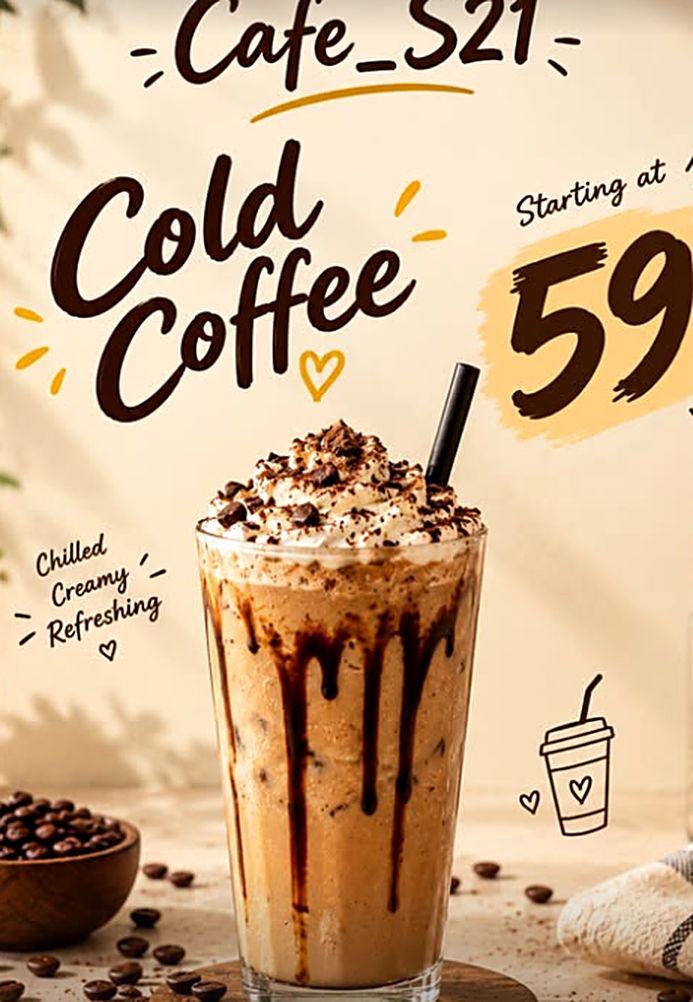 Cafe_S21
Cold
Coffee
Starting at
59
Chilled
Creamy
Refreshing